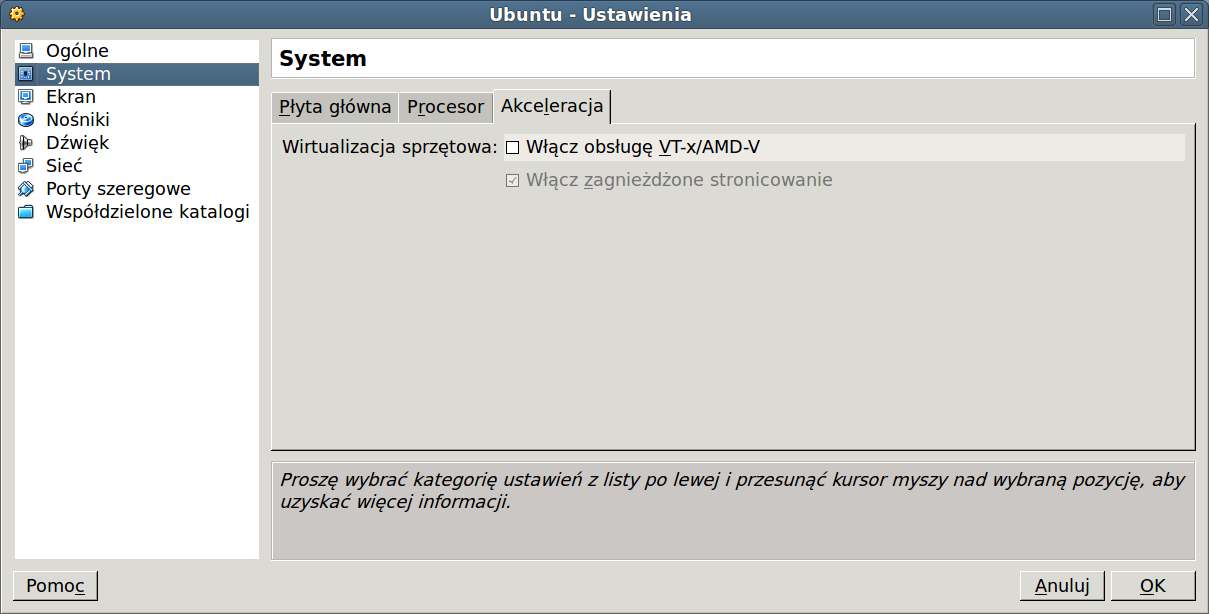 Ubuntu - Ustawienia
Ogólne
System
Ekran
Nośniki
Dźwięk
Sieć
Porty szeregowe
Współdzielone katalogi
System
Płyta główna Procesor Akceleracja
Wirtualizacja sprzętowa: Włącz obsługę VT-x/AMD-V
Włącz zagnieżdżone stronicowanie
Proszę wybrać kategorię ustawień z listy po lewej i przesunąć kursor myszy nad wybraną pozycję, aby
uzyskać więcej informacji.
Pomoc Anuluj OK